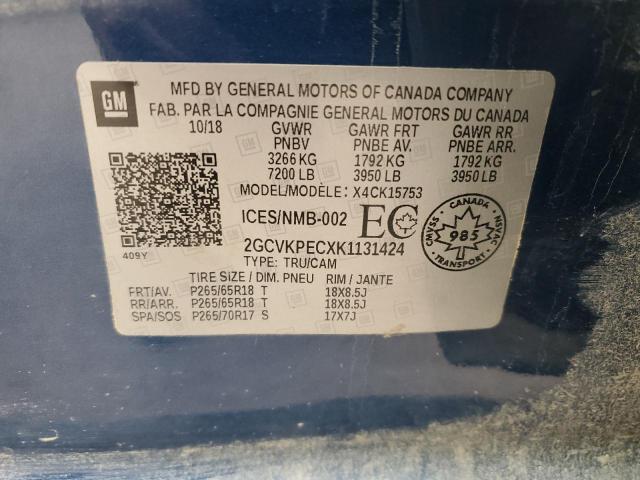 GM
MFD BY GENERAL MOTORS OF CANADA COMPANY
FAB. PAR LA COMPAGNIE GENERAL MOTORS DU CANADA
10/18 GVWR GAWR FRT GAWR RR
PNBV PNBE AV. PNBE ARR.
3266 KG 1792 KG 1792 KG
7200 LB 3950 LB 3950 LB
MODEL/MODÈLE: X4CK15753
ICES/NMB-002 EC
CANADA
CMVSS 985 NSVAC
TRANSPORT
2GCVKPECXK1131424
409Y TYPE: TRU/CAM
TIRE SIZE / DIM. PNEU RIM / JANTE
FRT/AV. P265/65R18 T 18X8.5J
RR/ARR. P265/65R18 T 18X8.5J
SPA/SOS P265/70R17 S 17X7J